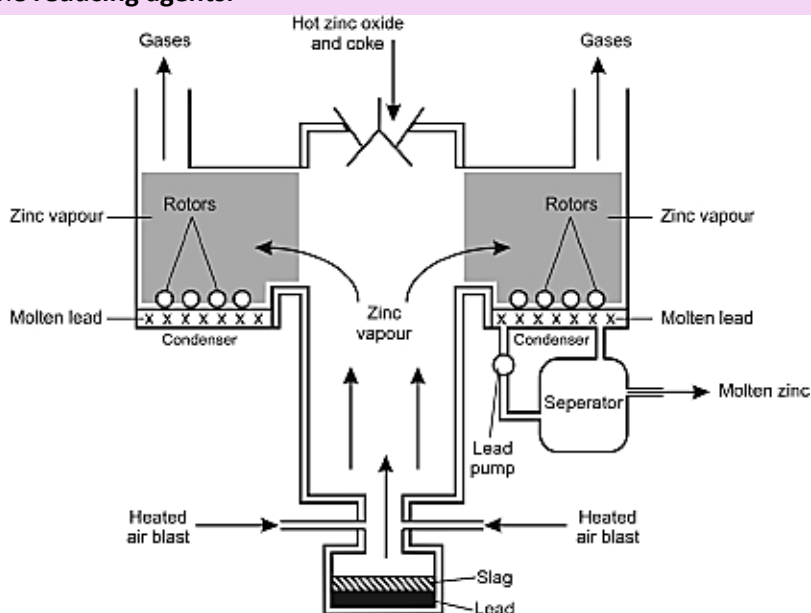 reducing agents.
Hot zinc oxide
and coke
Gases
Gases
Rotors
Rotors
Zinc vapour
Zinc vapour
Zinc
vapour
Molten lead
Molten lead
Condenser
Condenser
Seperator
Molten zinc
Lead
pump
Heated
air blast
Heated
air blast
Slag
Lead